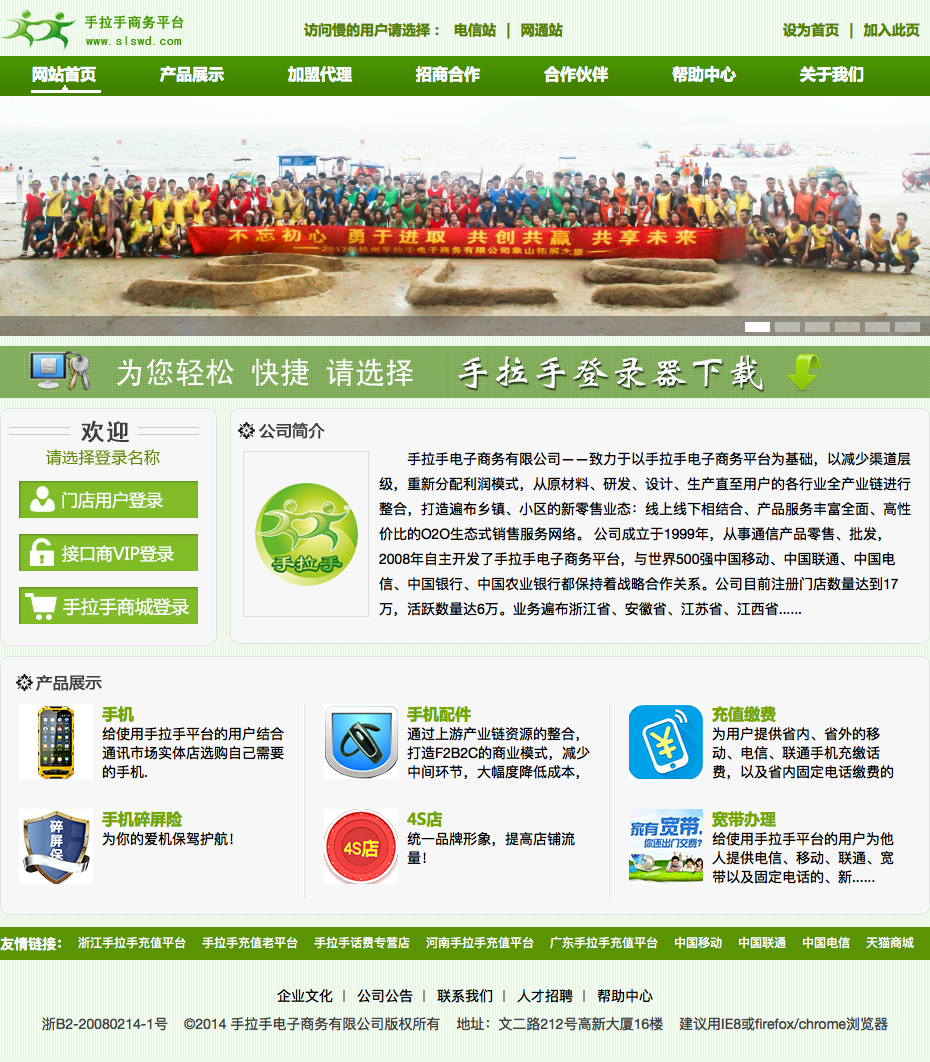 手拉手商务平台
www.slswd.com
访问慢的用户请选择： 电信站 | 网通站
设为首页 | 加入此页
网站首页 产品展示 加盟代理 招商合作 合作伙伴 帮助中心 关于我们
不忘初心 勇于进取 共创共赢 共享未来
2017年杭州手拉手电子商务有限公司象山拓展之旅
SLS
为您轻松 快捷 请选择 手拉手登录器下载
欢迎
请选择登录名称
门店用户登录
接口商VIP登录
手拉手商城登录
公司简介
手拉手
手拉手电子商务有限公司——致力于以手拉手电子商务平台为基础，以减少渠道层
级，重新分配利润模式，从原材料、研发、设计、生产直至用户的各行业全产业链进行
整合，打造遍布乡镇、小区的新零售业态：线上线下相结合、产品服务丰富全面、高性
价比的O2O生态式销售服务网络。 公司成立于1999年，从事通信产品零售、批发，
2008年自主开发了手拉手电子商务平台，与世界500强中国移动、中国联通、中国电
信、中国银行、中国农业银行都保持着战略合作关系。公司目前注册门店数量达到17
万，活跃数量达6万。业务遍布浙江省、安徽省、江苏省、江西省......
产品展示
手机
给使用手拉手平台的用户结合
通讯市场实体店选购自己需要
的手机.
手机配件
通过上游产业链资源的整合，
打造F2B2C的商业模式，减少
中间环节，大幅度降低成本，
充值缴费
为用户提供省内、省外的移
动、电信、联通手机充缴话
费，以及省内固定电话缴费的
碎屏保
手机碎屏险
为你的爱机保驾护航！
4S店
4S店
统一品牌形象，提高店铺流
量！
家有宽带，
你还出门交费？
宽带办理
给使用手拉手平台的用户为他
人提供电信、移动、联通、宽
带以及固定电话的、新......
友情链接： 浙江手拉手充值平台 手拉手充值老平台 手拉手话费专营店 河南手拉手充值平台 广东手拉手充值平台 中国移动 中国联通 中国电信 天猫商城
企业文化 | 公司公告 | 联系我们 | 人才招聘 | 帮助中心
浙B2-20080214-1号 ©2014 手拉手电子商务有限公司版权所有 地址：文二路212号高新大厦16楼 建议用IE8或firefox/chrome浏览器